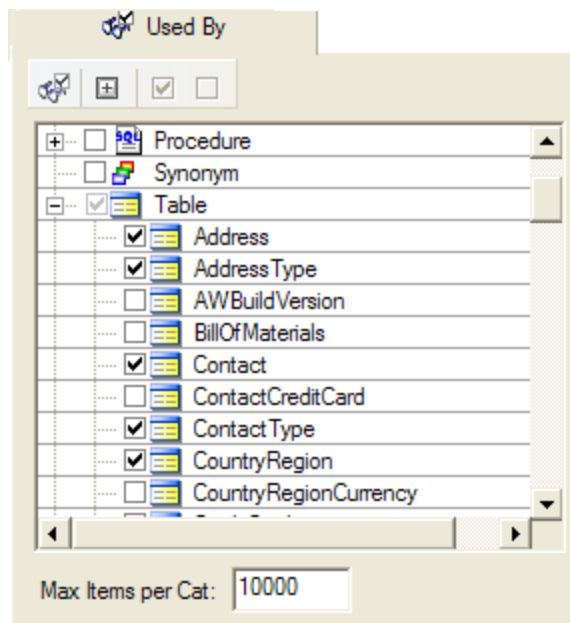 Used By
SQL Procedure
Synonym
Table
Address
AddressType
AWBuildVersion
BillOfMaterials
Contact
ContactCreditCard
ContactType
CountryRegion
CountryRegionCurrency
Max Items per Cat: 10000